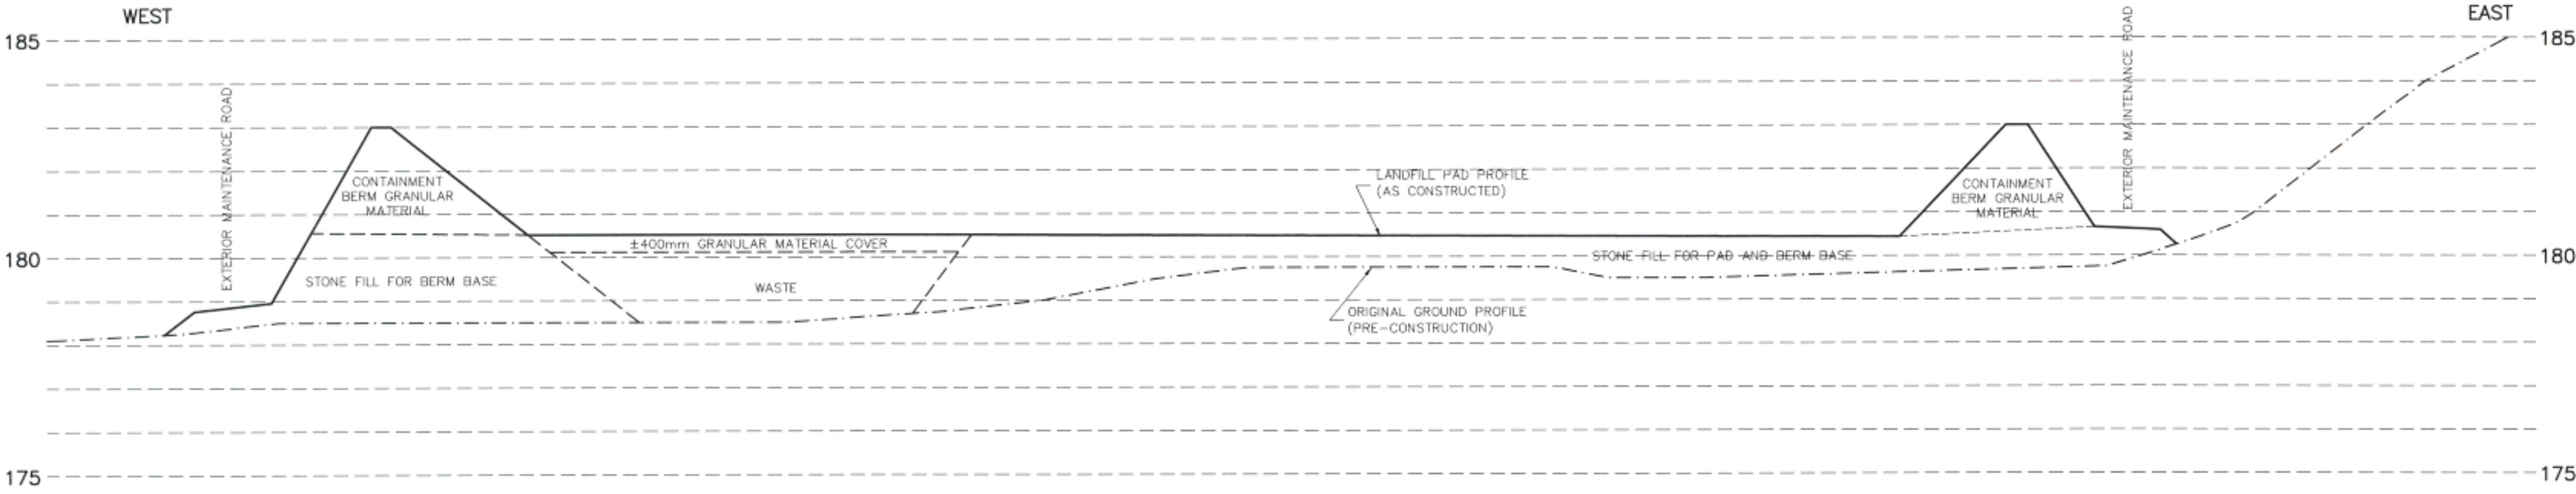 WEST
EAST
185
185
EXTERIOR MAINTENANCE ROAD
EXTERIOR MAINTENANCE ROAD
CONTAINMENT
BERM GRANULAR
MATERIAL
LANDFILL PAD PROFILE
(AS CONSTRUCTED)
CONTAINMENT
BERM GRANULAR
MATERIAL
±400mm GRANULAR MATERIAL COVER
180
STONE FILL FOR PAD AND BERM BASE
180
STONE FILL FOR BERM BASE
WASTE
ORIGINAL GROUND PROFILE
(PRE-CONSTRUCTION)
175
175